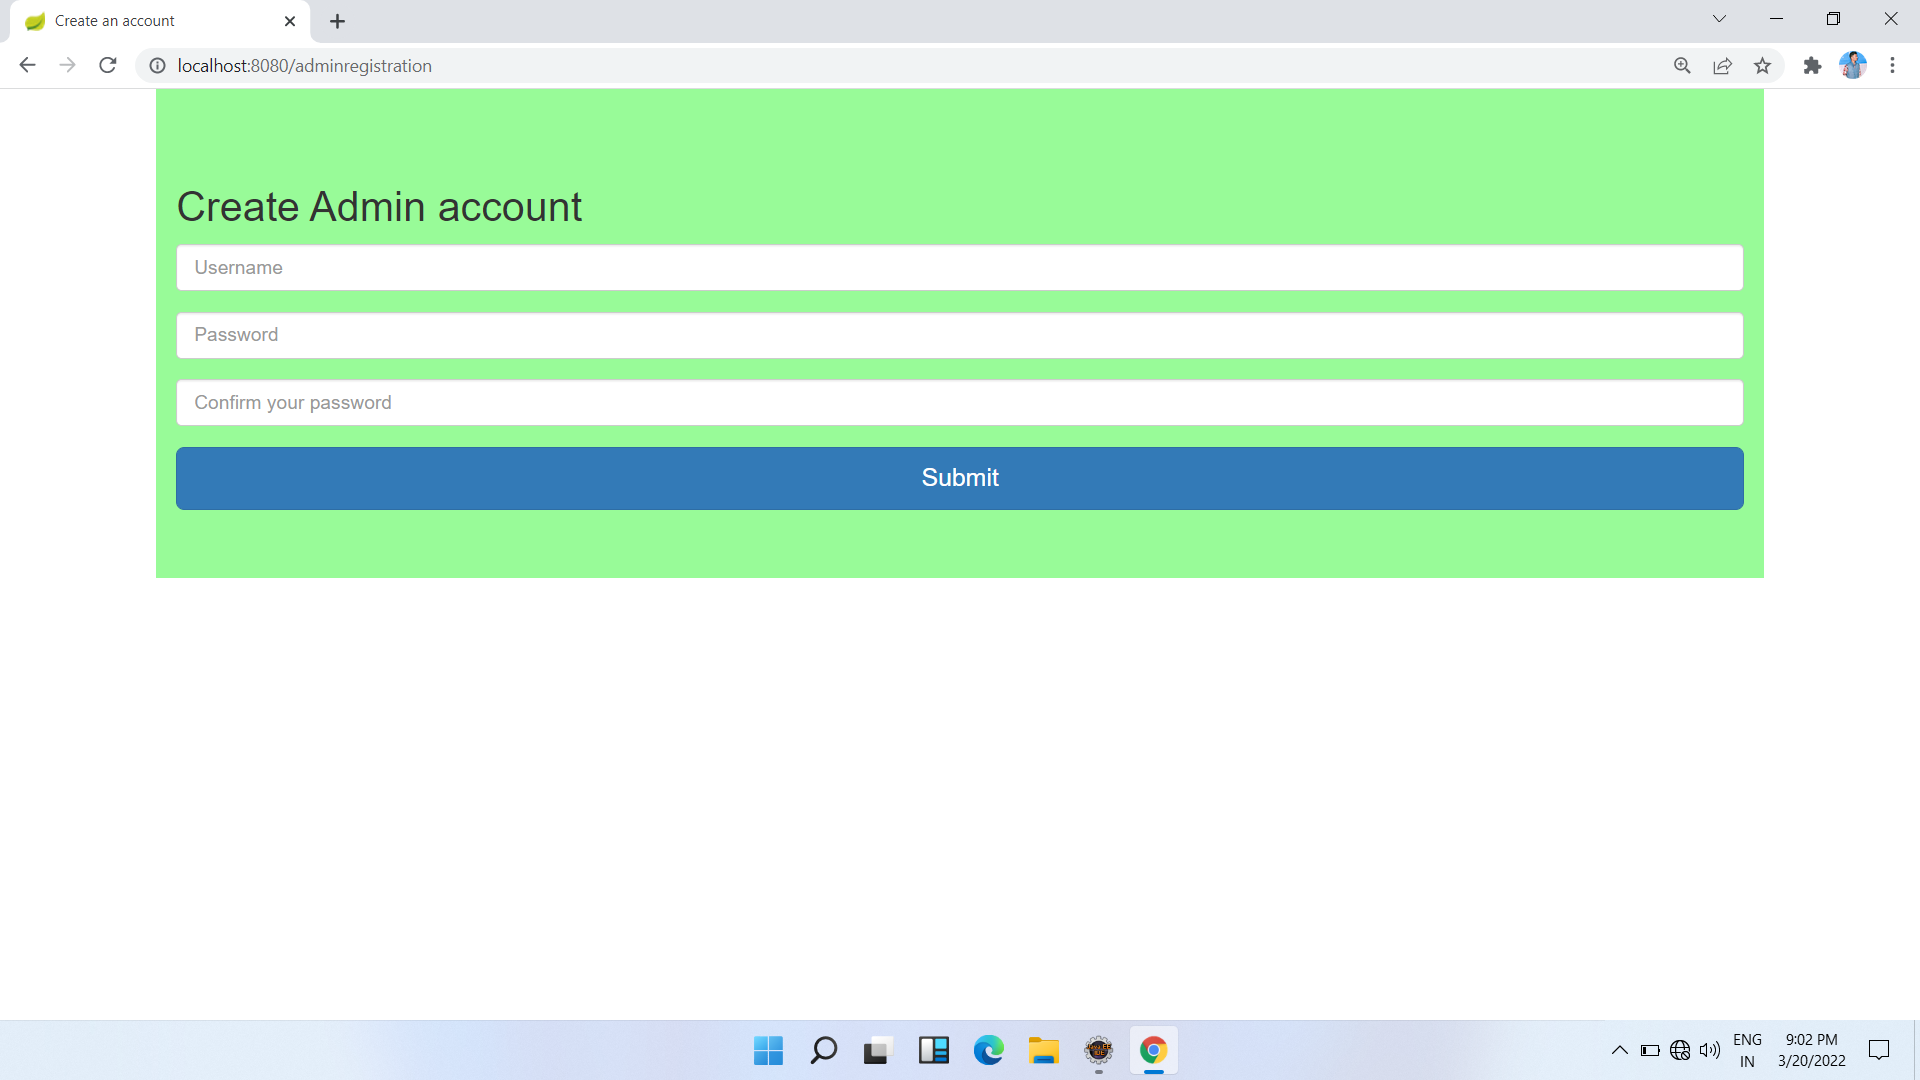 Create an account
localhost:8080/adminregistration
Create Admin account
Username
Password
Confirm your password
Submit
ENG
IN
9:02 PM
3/20/2022